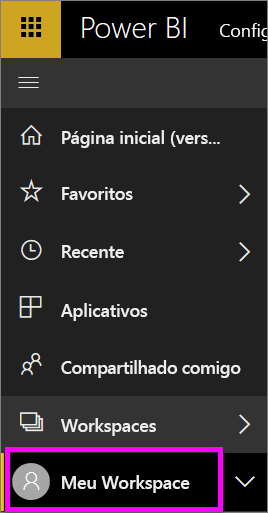 Power BI Config
Página inicial (vers...
Favoritos
Recente
Aplicativos
Compartilhado comigo
Workspaces
Meu Workspace